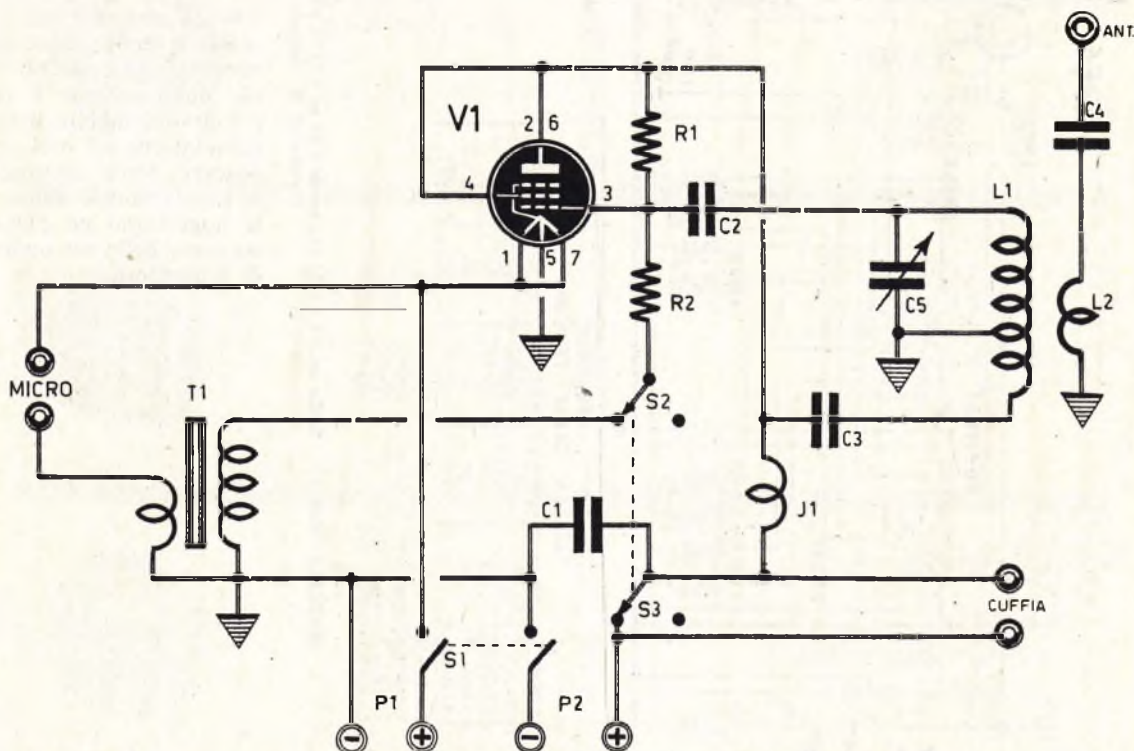 ANT.
C4
V1
2 6
R1
4
3
L1
C2
1 5 7
R2
C5
L2
MICRO
T1
S2
C3
J1
C1
S3
CUFFIA
S1
P1
P2
- + - +